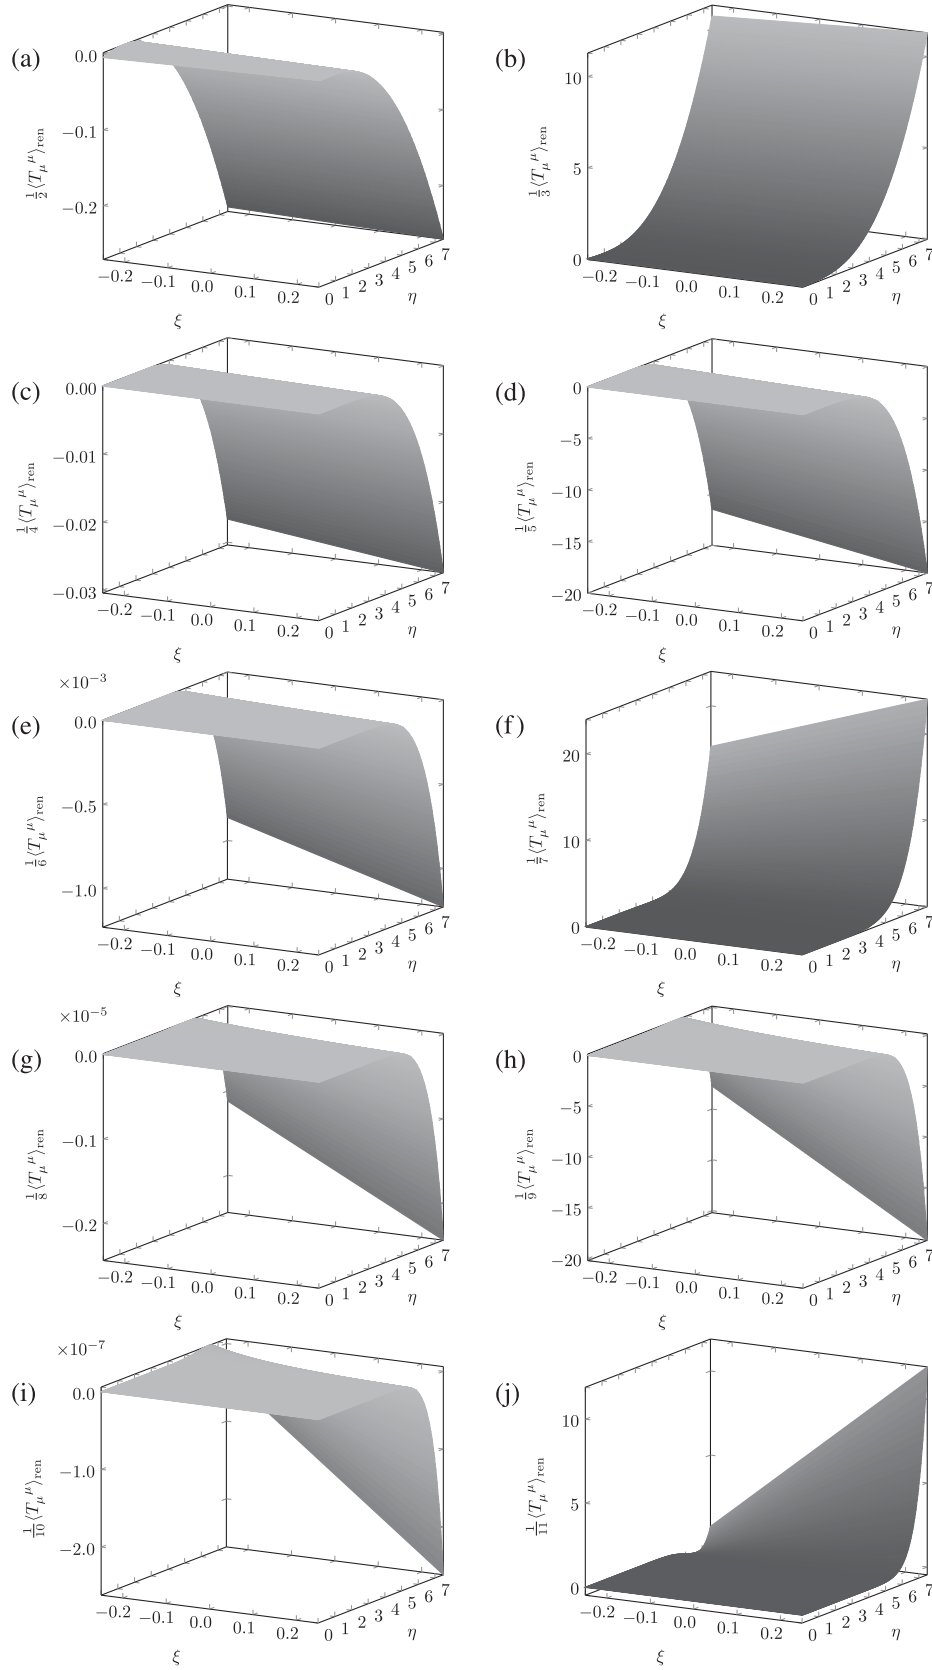 (a)
0.0
−0.1
−0.2
1/2 ⟨T_μ^μ⟩_ren
−0.2 −0.1 0.0 0.1 0.2
0 1 2 3 4 5 6 7
ξ
η
(b)
10
5
0
1/3 ⟨T_μ^μ⟩_ren
−0.2 −0.1 0.0 0.1 0.2
0 1 2 3 4 5 6 7
ξ
η
(c)
0.00
−0.01
−0.02
−0.03
1/4 ⟨T_μ^μ⟩_ren
−0.2 −0.1 0.0 0.1 0.2
0 1 2 3 4 5 6 7
ξ
η
(d)
0
−5
−10
−15
−20
1/5 ⟨T_μ^μ⟩_ren
−0.2 −0.1 0.0 0.1 0.2
0 1 2 3 4 5 6 7
ξ
η
(e)
×10⁻³
0.0
−0.5
−1.0
1/6 ⟨T_μ^μ⟩_ren
−0.2 −0.1 0.0 0.1 0.2
0 1 2 3 4 5 6 7
ξ
η
(f)
20
10
0
1/7 ⟨T_μ^μ⟩_ren
−0.2 −0.1 0.0 0.1 0.2
0 1 2 3 4 5 6 7
ξ
η
(g)
×10⁻⁵
0.0
−0.1
−0.2
1/8 ⟨T_μ^μ⟩_ren
−0.2 −0.1 0.0 0.1 0.2
0 1 2 3 4 5 6 7
ξ
η
(h)
0
−5
−10
−15
−20
1/9 ⟨T_μ^μ⟩_ren
−0.2 −0.1 0.0 0.1 0.2
0 1 2 3 4 5 6 7
ξ
η
(i)
×10⁻⁷
0.0
−1.0
−2.0
1/10 ⟨T_μ^μ⟩_ren
−0.2 −0.1 0.0 0.1 0.2
0 1 2 3 4 5 6 7
ξ
η
(j)
10
5
0
1/11 ⟨T_μ^μ⟩_ren
−0.2 −0.1 0.0 0.1 0.2
0 1 2 3 4 5 6 7
ξ
η